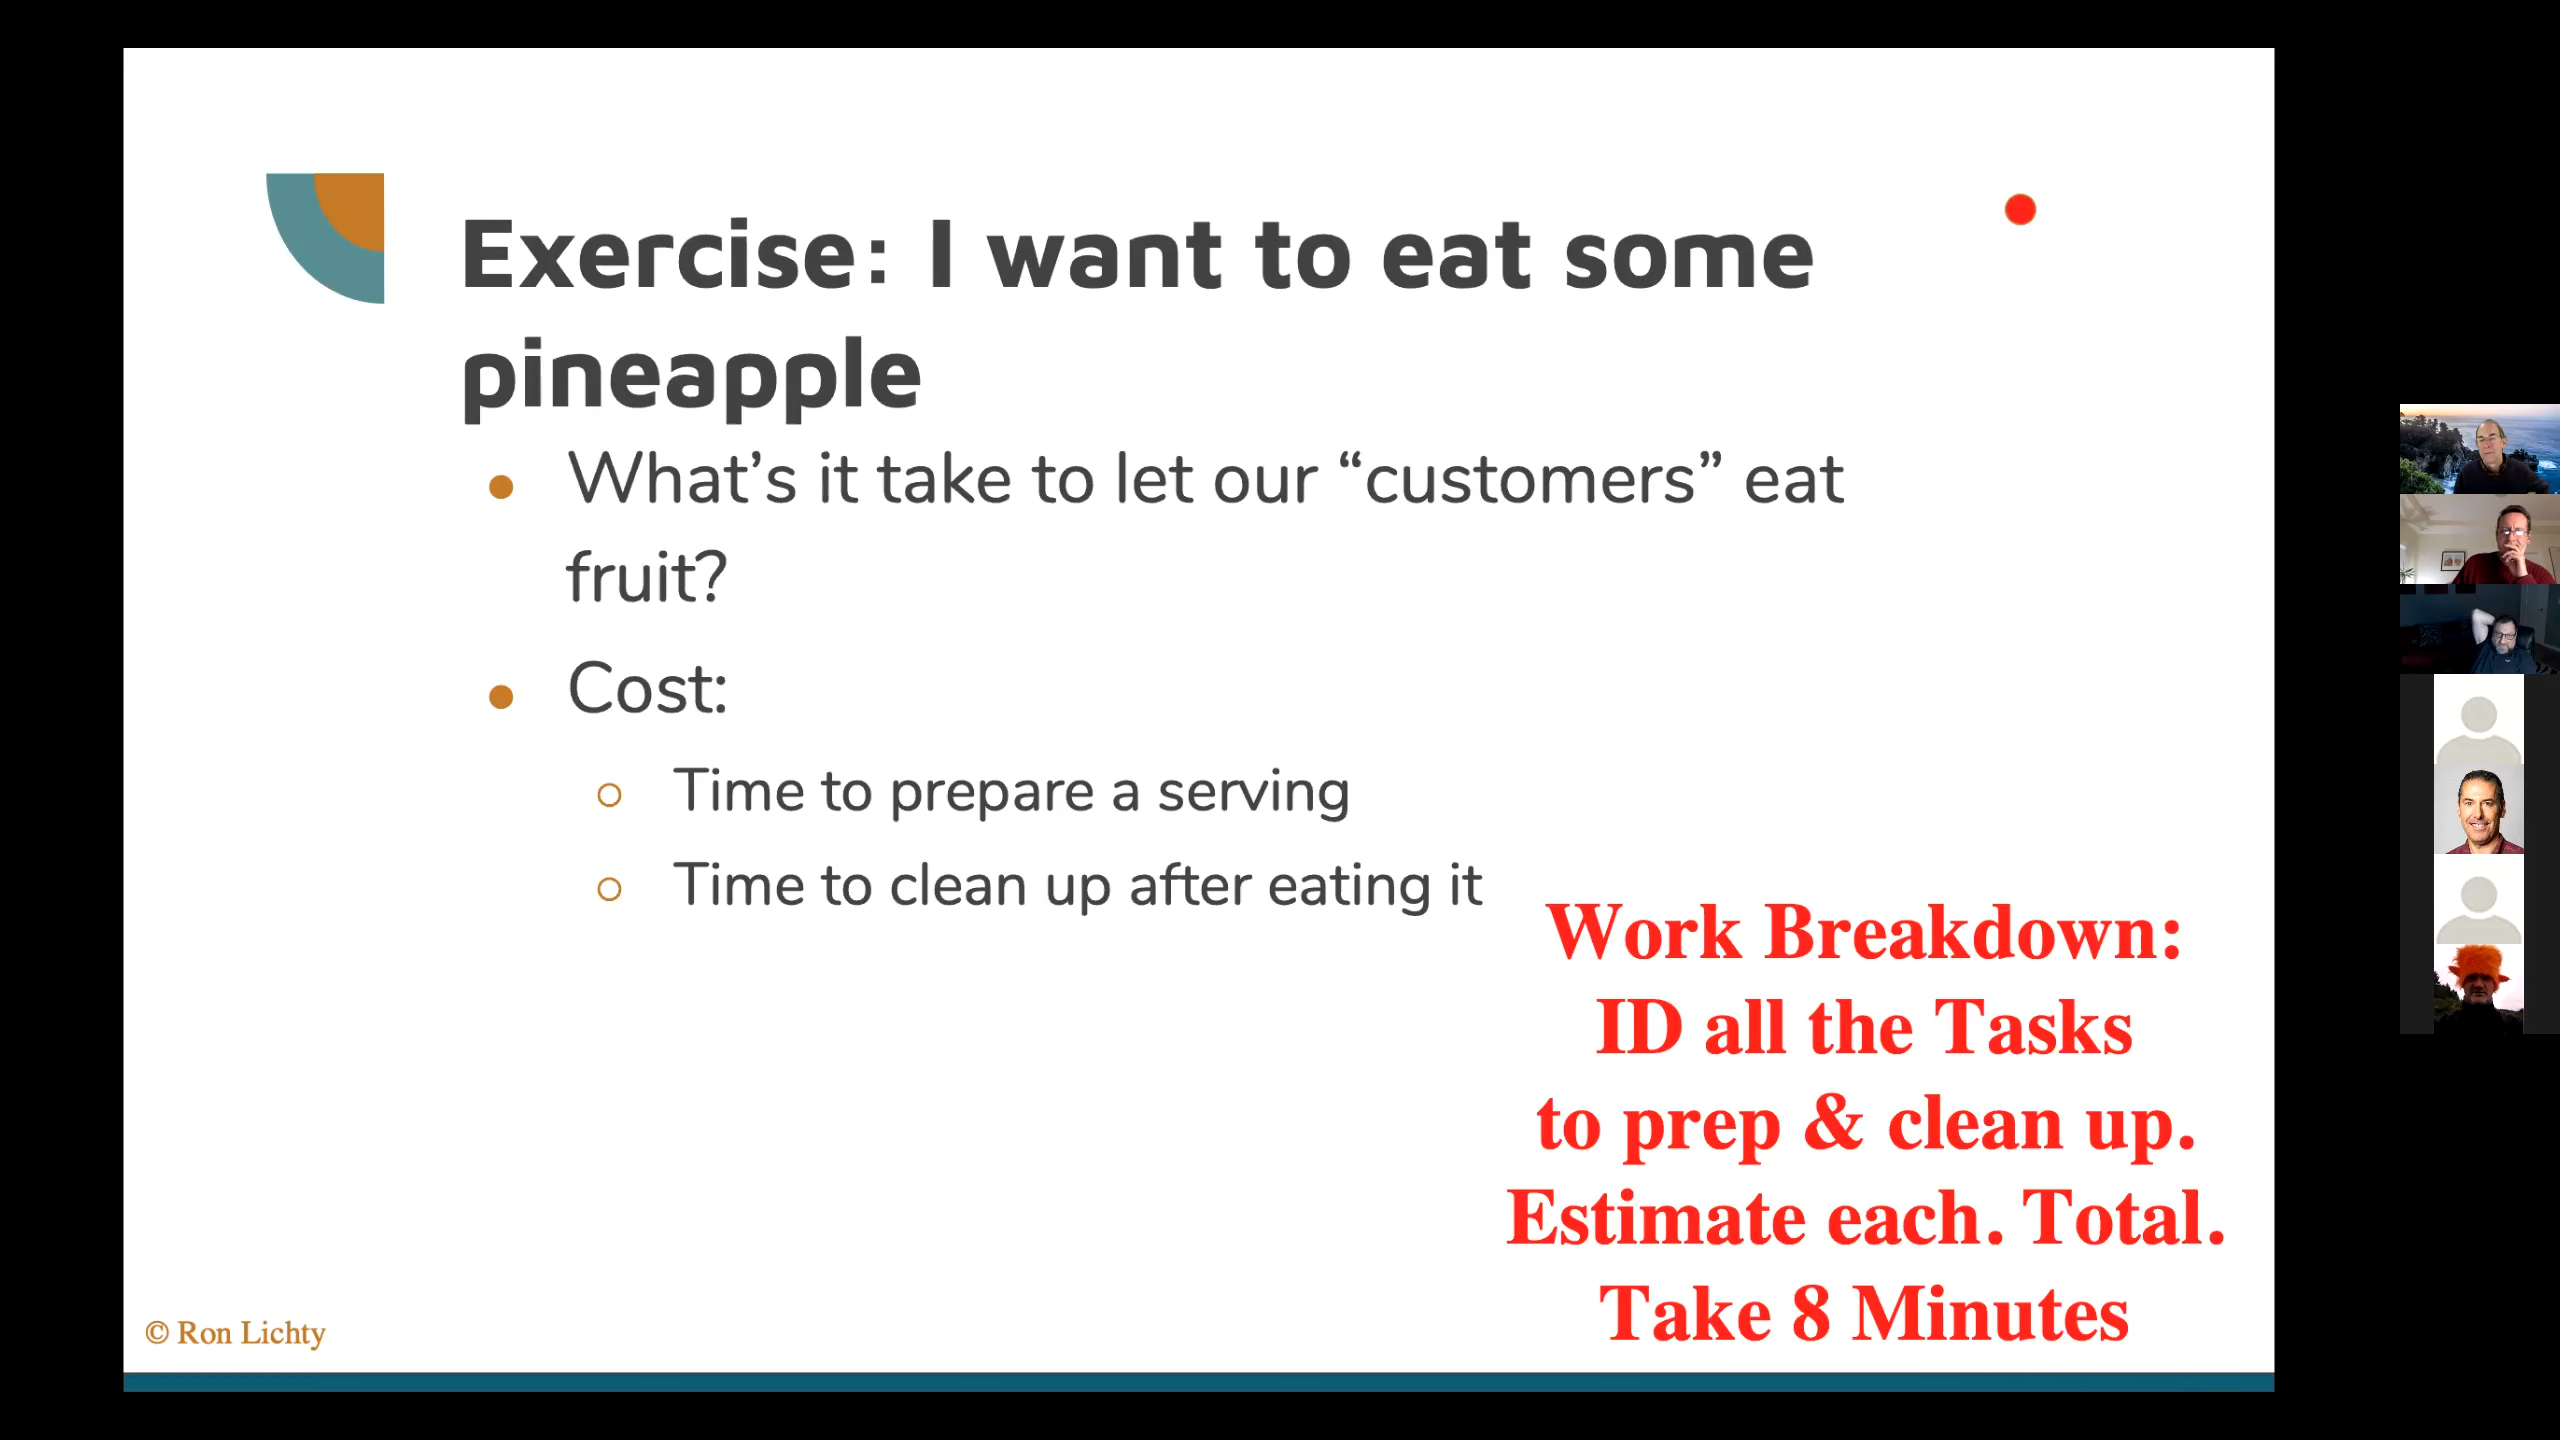 Exercise: I want to eat some
pineapple
What’s it take to let our “customers” eat
fruit?
Cost:
Time to prepare a serving
Time to clean up after eating it
Work Breakdown:
ID all the Tasks
to prep & clean up.
Estimate each. Total.
Take 8 Minutes
© Ron Lichty